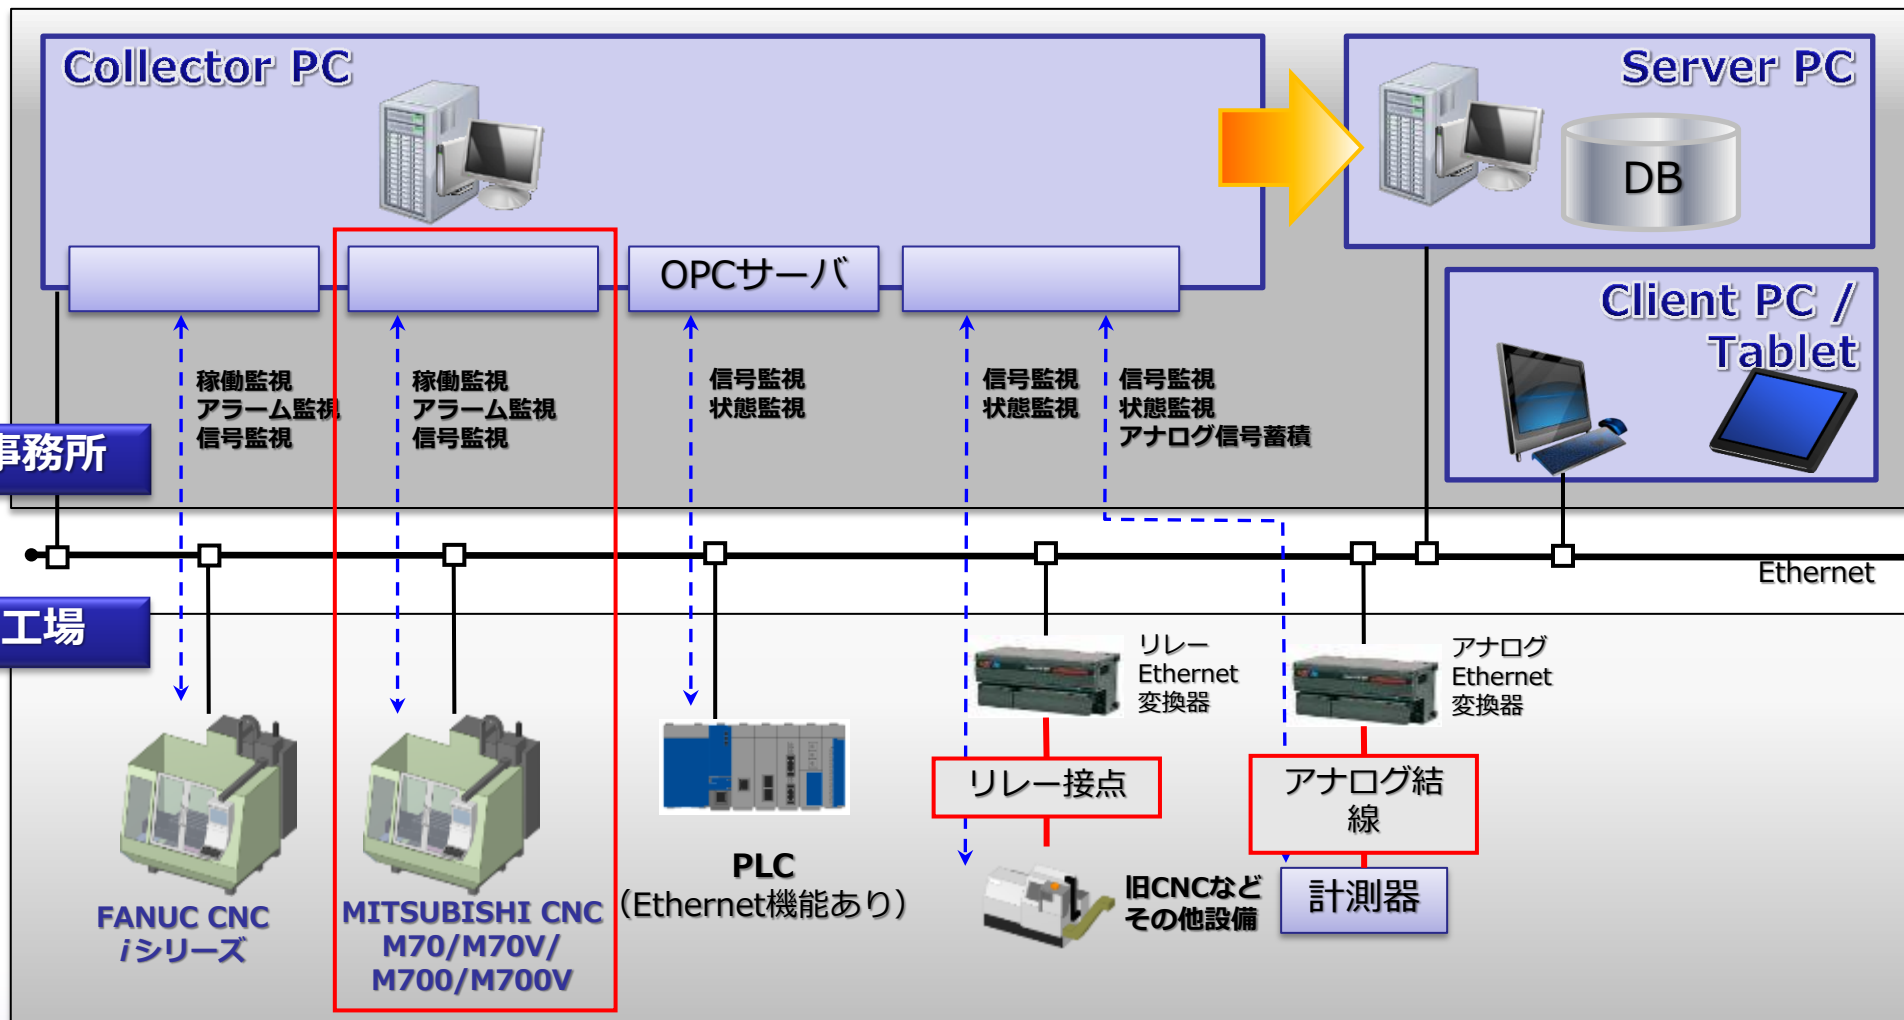 Collector PC
Server PC
DB
OPCサーバ
Client PC /
Tablet
稼働監視
アラーム監視
信号監視
稼働監視
アラーム監視
信号監視
信号監視
状態監視
信号監視
状態監視
信号監視
状態監視
アナログ信号蓄積
事務所
Ethernet
工場
リレー
Ethernet
変換器
アナログ
Ethernet
変換器
リレー接点
アナログ結
線
PLC
（Ethernet機能あり）
旧CNCなど
その他設備
計測器
FANUC CNC
iシリーズ
MITSUBISHI CNC
M70/M70V/
M700/M700V